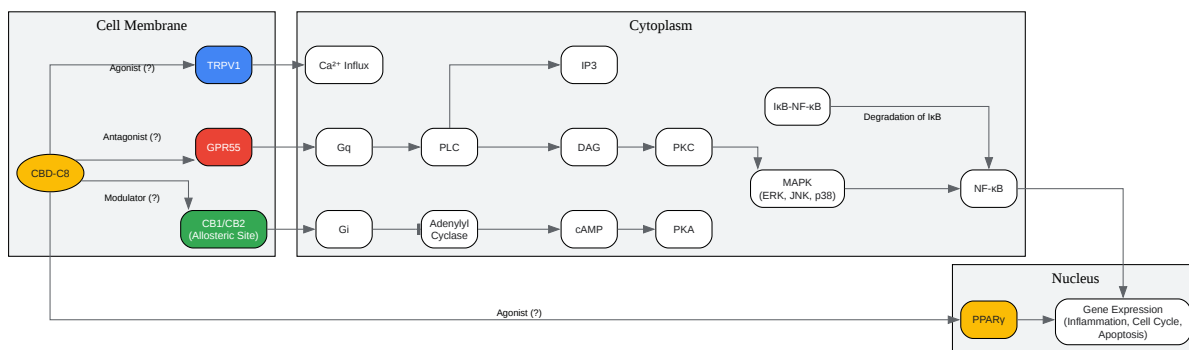 Cell Membrane
Cytoplasm
TRPV1
Ca²⁺ Influx
IP3
Agonist (?)
IκB-NF-κB
Degradation of IκB
Antagonist (?)
GPR55
Gq
PLC
DAG
PKC
CBD-C8
MAPK
(ERK, JNK, p38)
NF-κB
Modulator (?)
CB1/CB2
(Allosteric Site)
Gi
Adenylyl
Cyclase
cAMP
PKA
Nucleus
Agonist (?)
PPARγ
Gene Expression
(Inflammation, Cell Cycle,
Apoptosis)